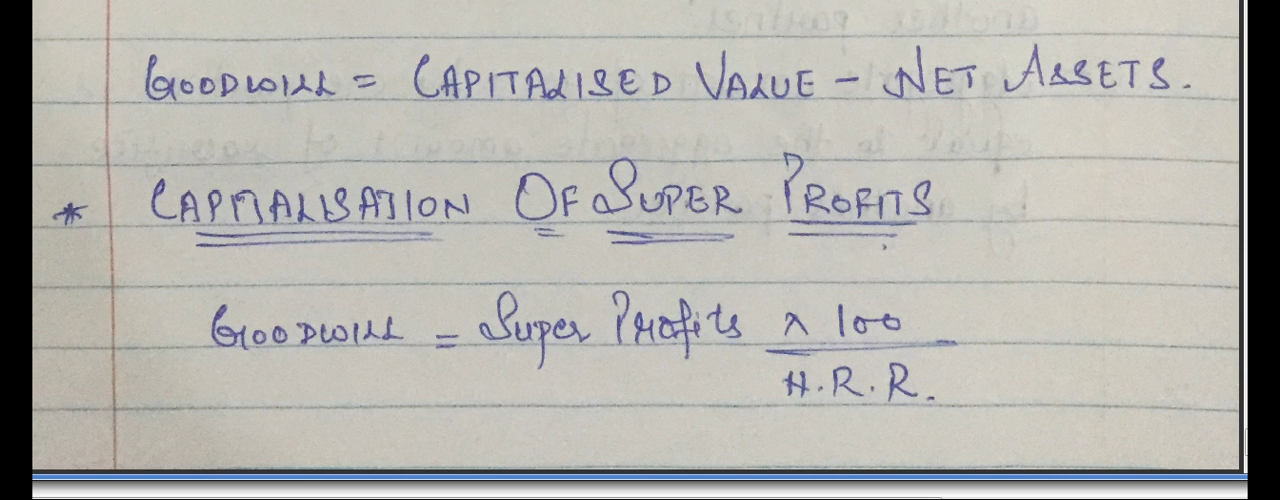 GOODWILL = CAPITALISED VALUE - NET ASSETS.
* CAPITALISATION OF SUPER PROFITS
GOODWILL = Super Profits × 100
H.R.R.